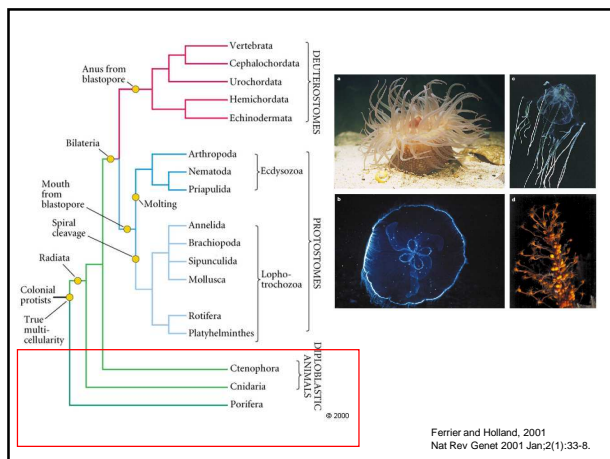 Vertebrata
Cephalochordata
Urochordata
Hemichordata
Echinodermata
DEUTEROSTOMES
Anus from
blastopore
Bilateria
Arthropoda
Nematoda
Priapulida
Ecdysozoa
Molting
Mouth from
blastopore
Spiral
cleavage
Annelida
Brachiopoda
Sipunculida
Mollusca
Rotifera
Platyhelminthes
Lopho-
trochozoa
PROTOSTOMES
Radiata
Colonial
protists
True
multi-
cellularity
Ctenophora
Cnidaria
Porifera
DIPLOBLASTIC
ANIMALS
© 2000
a
c
b
d
Ferrier and Holland, 2001
Nat Rev Genet 2001 Jan;2(1):33-8.